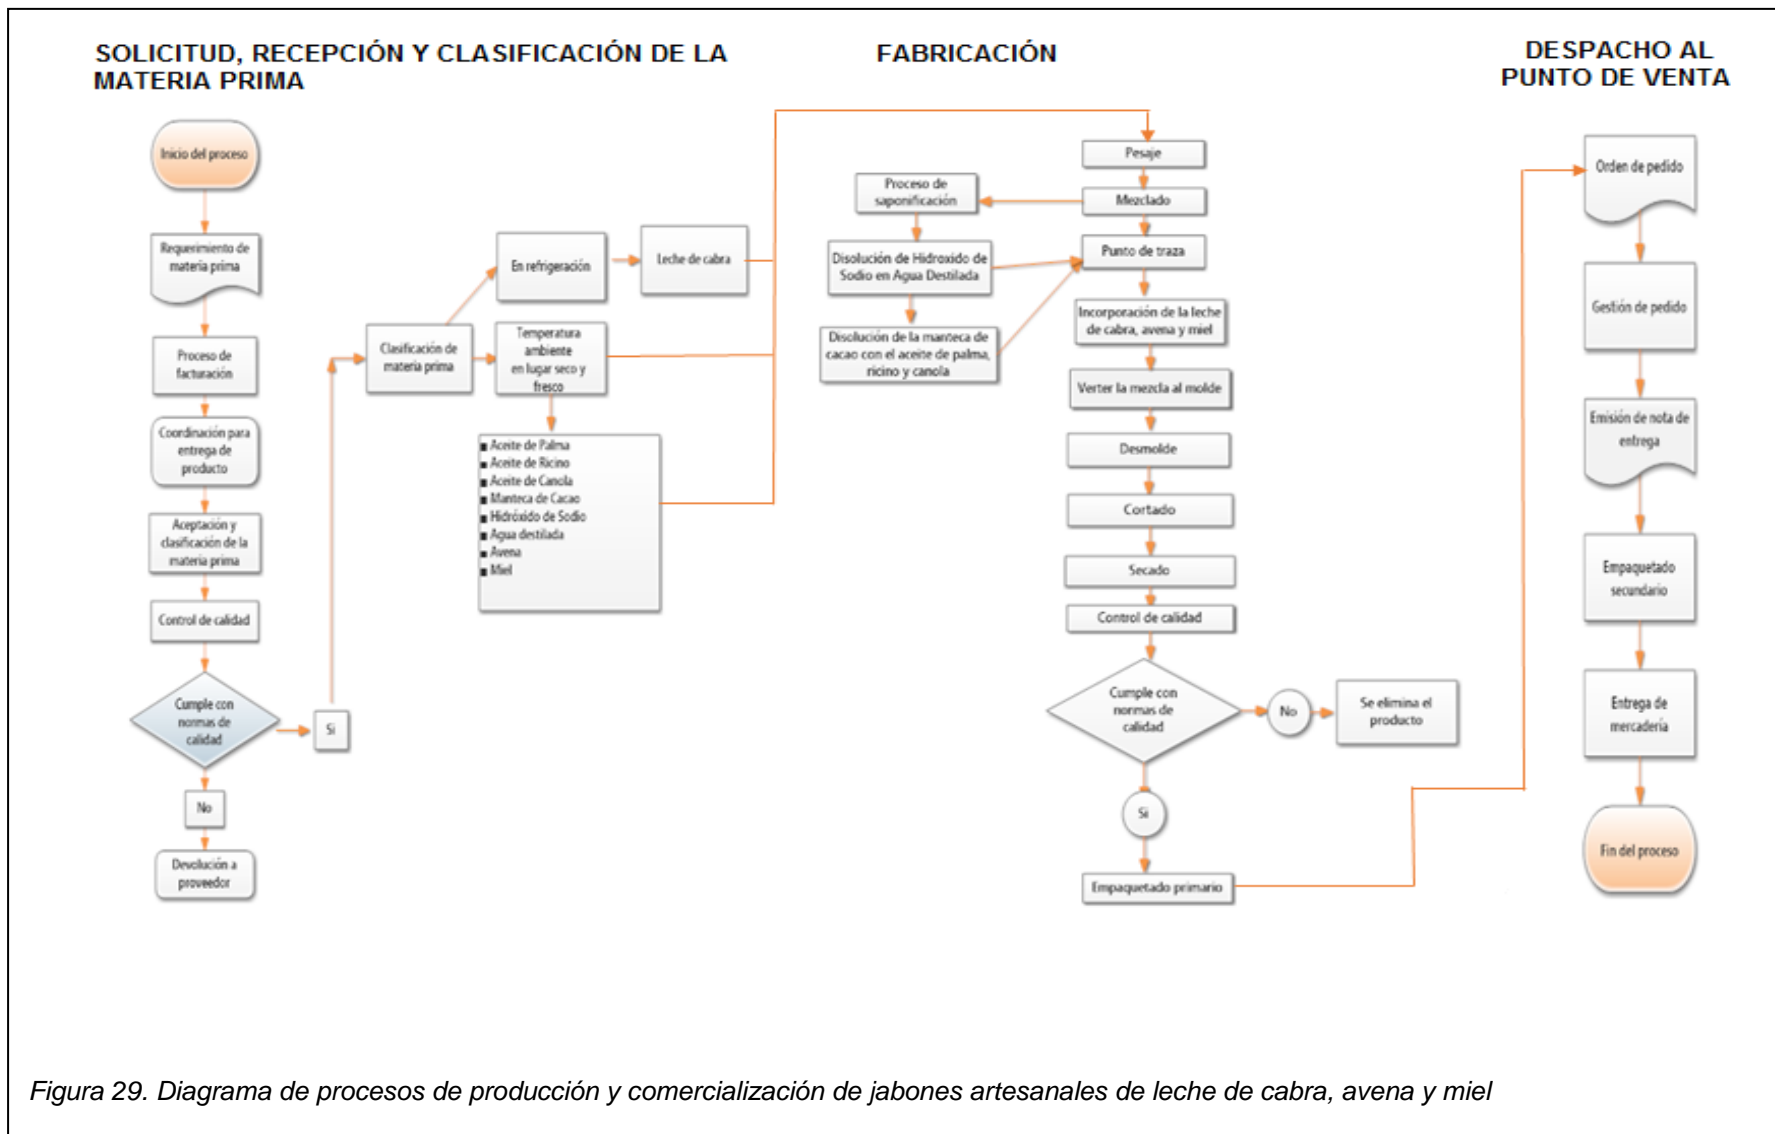 SOLICITUD, RECEPCIÓN Y CLASIFICACIÓN DE LA
MATERIA PRIMA
Inicio del proceso
Requerimiento de
materia prima
Proceso de
facturación
Coordinación para
entrega de
producto
Aceptación y
clasificación de la
materia prima
Control de calidad
Cumple con
normas de
calidad
Si
No
Devolución a
proveedor
Clasificación de
materia prima
En refrigeración
Leche de cabra
Temperatura
ambiente
en lugar seco y
fresco
Aceite de Palma
Aceite de Ricino
Aceite de Canola
Manteca de Cacao
Hidróxido de Sodio
Agua destilada
Avena
Miel
FABRICACIÓN
Pesaje
Mezclado
Proceso de
saponificación
Disolución de Hidroxido de
Sodio en Agua Destilada
Disolución de la manteca de
cacao con el aceite de palma,
ricino y canola
Punto de traza
Incorporación de la leche
de cabra, avena y miel
Verter la mezcla al molde
Desmolde
Cortado
Secado
Control de calidad
Cumple con
normas de
calidad
No
Se elimina el
producto
Si
Empaquetado primario
DESPACHO AL
PUNTO DE VENTA
Orden de pedido
Gestión de pedido
Emisión de nota de
entrega
Empaquetado
secundario
Entrega de
mercadería
Fin del proceso
Figura 29. Diagrama de procesos de producción y comercialización de jabones artesanales de leche de cabra, avena y miel